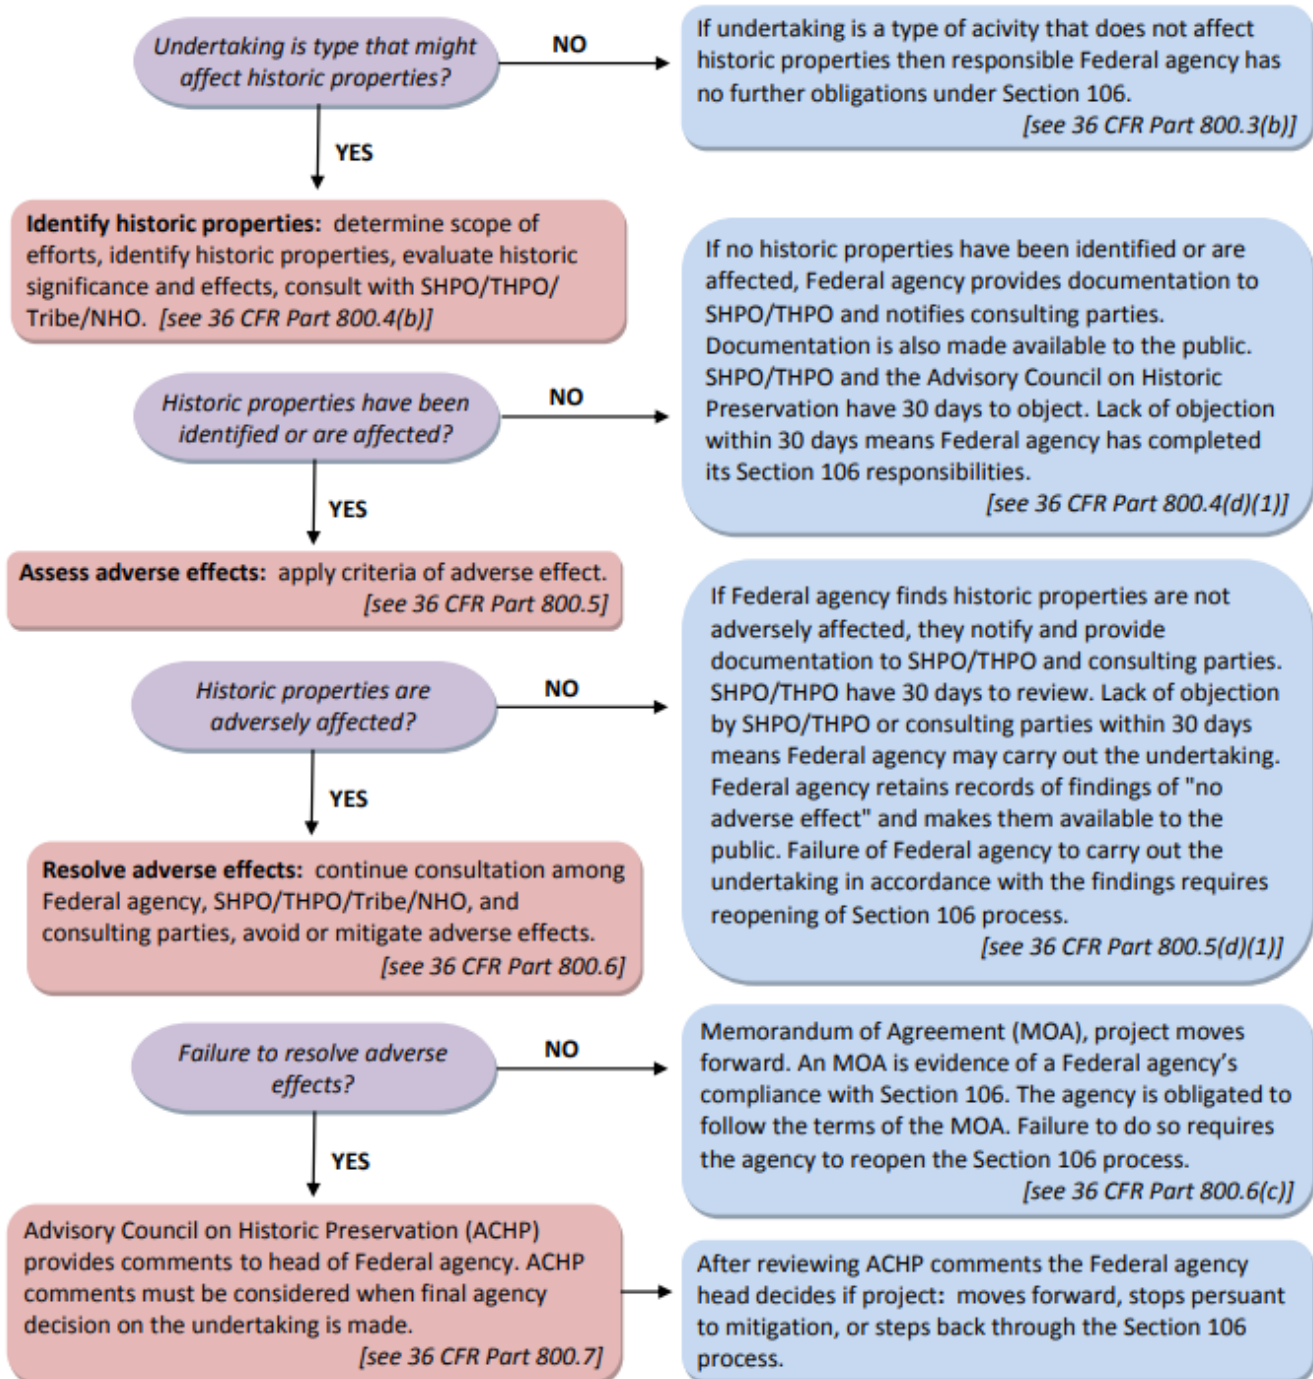 Undertaking is type that might
affect historic properties?
NO
If undertaking is a type of acivity that does not affect
historic properties then responsible Federal agency has
no further obligations under Section 106.
[see 36 CFR Part 800.3(b)]
YES
Identify historic properties: determine scope of
efforts, identify historic properties, evaluate historic
significance and effects, consult with SHPO/THPO/
Tribe/NHO. [see 36 CFR Part 800.4(b)]
Historic properties have been
identified or are affected?
NO
If no historic properties have been identified or are
affected, Federal agency provides documentation to
SHPO/THPO and notifies consulting parties.
Documentation is also made available to the public.
SHPO/THPO and the Advisory Council on Historic
Preservation have 30 days to object. Lack of objection
within 30 days means Federal agency has completed
its Section 106 responsibilities.
[see 36 CFR Part 800.4(d)(1)]
YES
Assess adverse effects: apply criteria of adverse effect.
[see 36 CFR Part 800.5]
Historic properties are
adversely affected?
NO
If Federal agency finds historic properties are not
adversely affected, they notify and provide
documentation to SHPO/THPO and consulting parties.
SHPO/THPO have 30 days to review. Lack of objection
by SHPO/THPO or consulting parties within 30 days
means Federal agency may carry out the undertaking.
Federal agency retains records of findings of "no
adverse effect" and makes them available to the
public. Failure of Federal agency to carry out the
undertaking in accordance with the findings requires
reopening of Section 106 process.
[see 36 CFR Part 800.5(d)(1)]
YES
Resolve adverse effects: continue consultation among
Federal agency, SHPO/THPO/Tribe/NHO, and
consulting parties, avoid or mitigate adverse effects.
[see 36 CFR Part 800.6]
Failure to resolve adverse
effects?
NO
Memorandum of Agreement (MOA), project moves
forward. An MOA is evidence of a Federal agency’s
compliance with Section 106. The agency is obligated to
follow the terms of the MOA. Failure to do so requires
the agency to reopen the Section 106 process.
[see 36 CFR Part 800.6(c)]
YES
Advisory Council on Historic Preservation (ACHP)
provides comments to head of Federal agency. ACHP
comments must be considered when final agency
decision on the undertaking is made.
[see 36 CFR Part 800.7]
After reviewing ACHP comments the Federal agency
head decides if project: moves forward, stops persuant
to mitigation, or steps back through the Section 106
process.